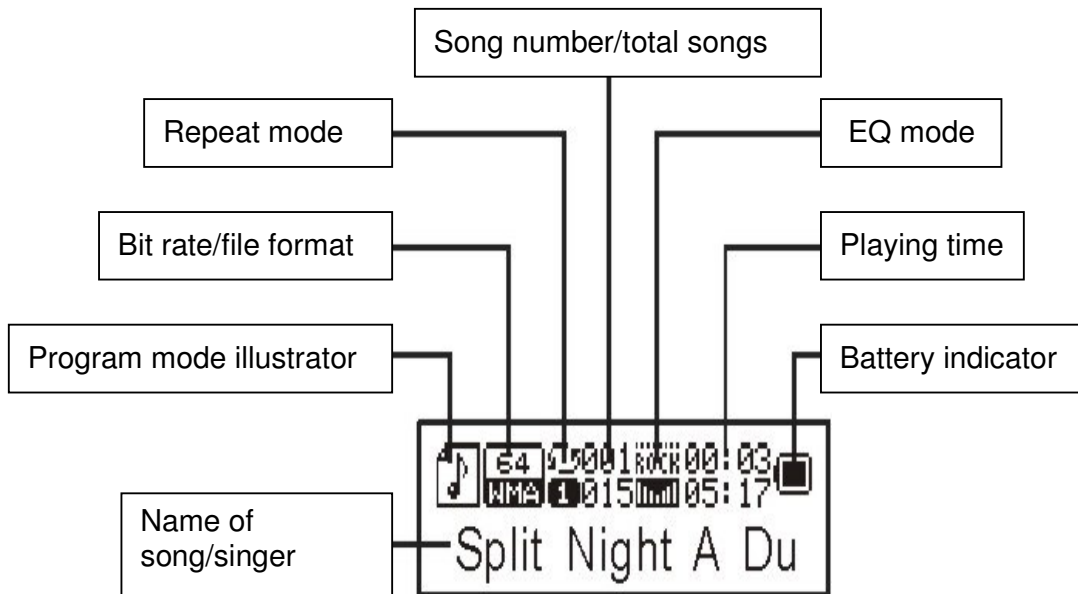 Song number/total songs
Repeat mode
EQ mode
Bit rate/file format
Playing time
Program mode illustrator
Battery indicator
64 001 ROCK 00:03
WMA 1 015 05:17
Name of
song/singer
Split Night A Du